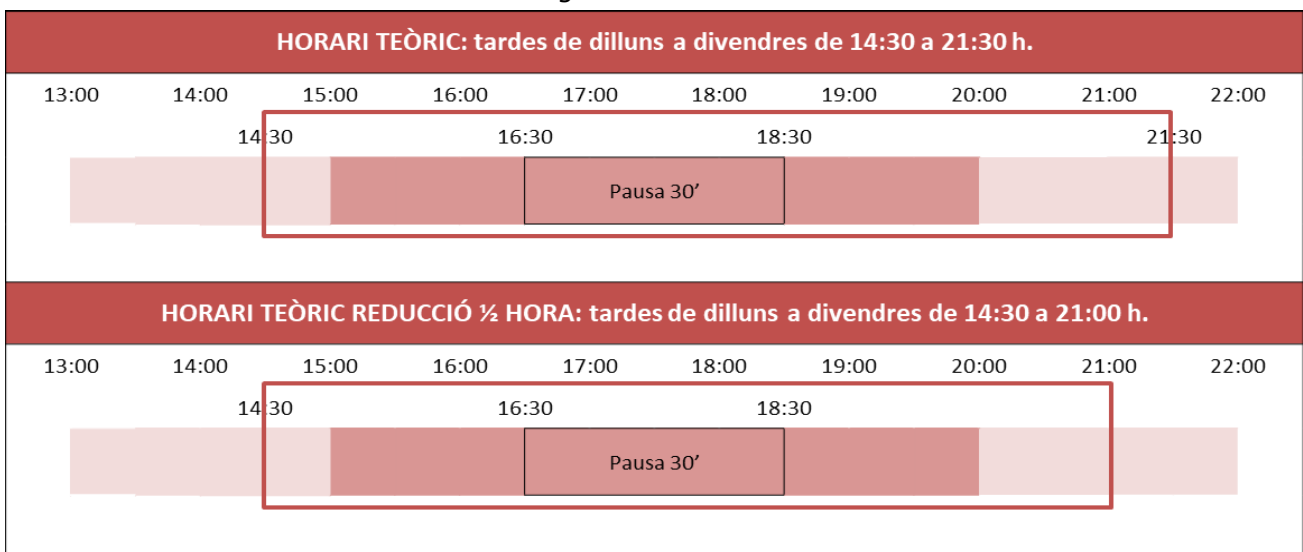 HORARI TEÒRIC: tardes de dilluns a divendres de 14:30 a 21:30 h.
13:00 14:00 15:00 16:00 17:00 18:00 19:00 20:00 21:00 22:00
14:30 16:30 18:30 21:30
Pausa 30’
HORARI TEÒRIC REDUCCIÓ ½ HORA: tardes de dilluns a divendres de 14:30 a 21:00 h.
13:00 14:00 15:00 16:00 17:00 18:00 19:00 20:00 21:00 22:00
14:30 16:30 18:30
Pausa 30’